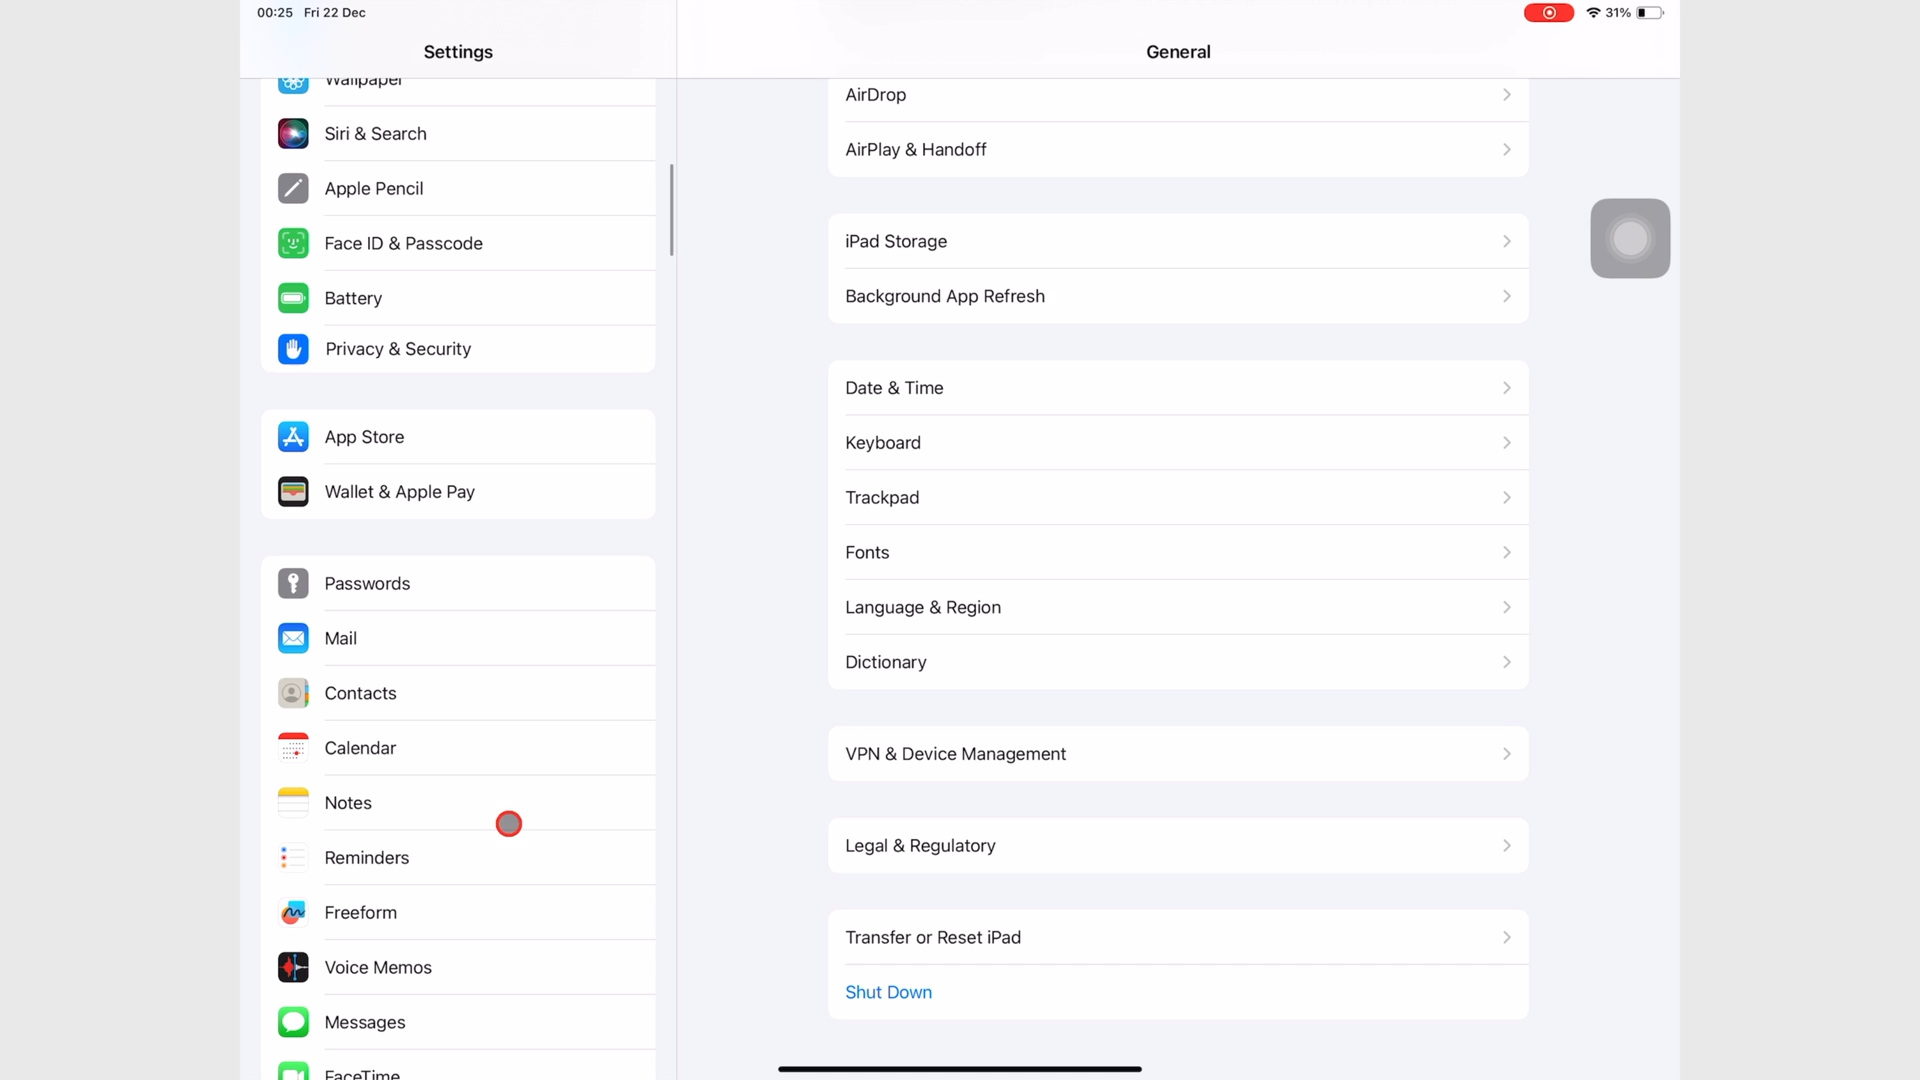 00:25 Fri 22 Dec
31%
Settings
Wallpaper
Siri & Search
Apple Pencil
Face ID & Passcode
Battery
Privacy & Security
App Store
Wallet & Apple Pay
Passwords
Mail
Contacts
Calendar
Notes
Reminders
Freeform
Voice Memos
Messages
FaceTime
General
AirDrop
AirPlay & Handoff
iPad Storage
Background App Refresh
Date & Time
Keyboard
Trackpad
Fonts
Language & Region
Dictionary
VPN & Device Management
Legal & Regulatory
Transfer or Reset iPad
Shut Down